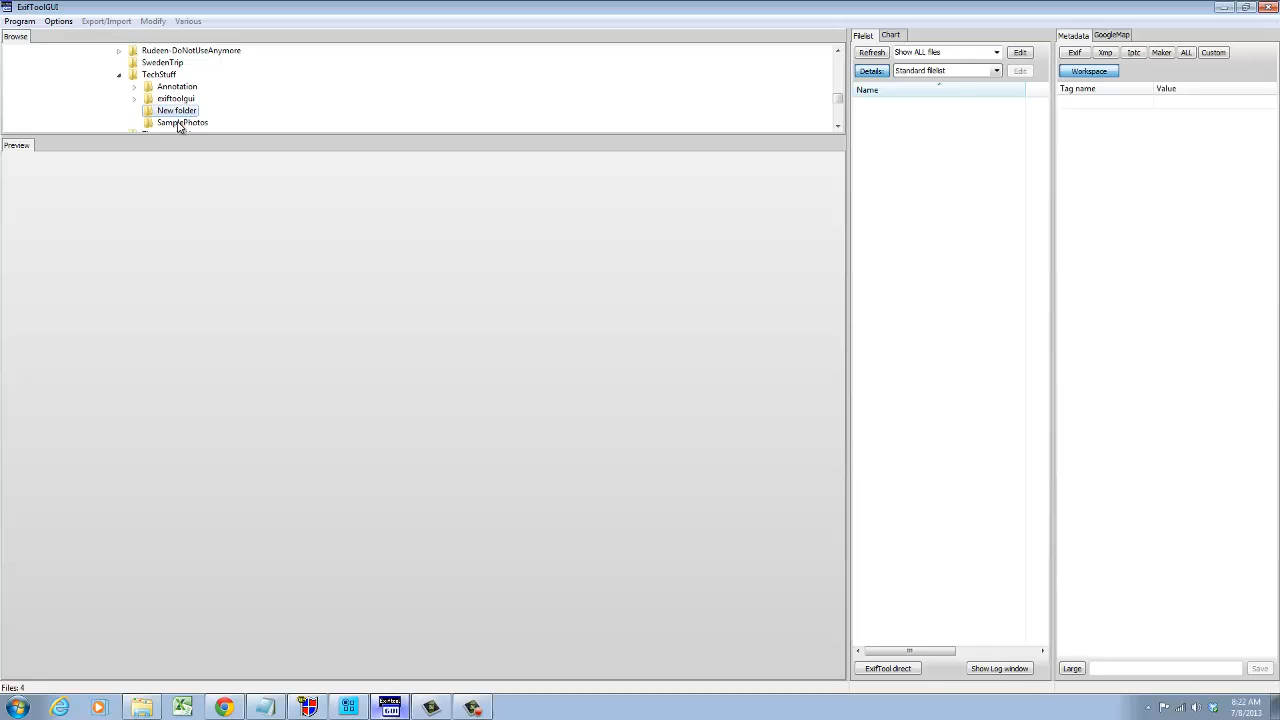 ExifToolGUI
Program Options Export/Import Modify Various
Browse
Rudeen-DoNotUseAnymore
SwedenTrip
TechStuff
Annotation
exiftoolgui
New folder
SamplePhotos
Preview
Filelist Chart
Refresh Show ALL files Edit
Details: Standard filelist Edit
Name
ExifTool direct Show Log window
Metadata GoogleMap
Exif Xmp Iptc Maker ALL Custom
Workspace
Tag name Value
Large Save
Files: 4
8:22 AM
7/8/2013